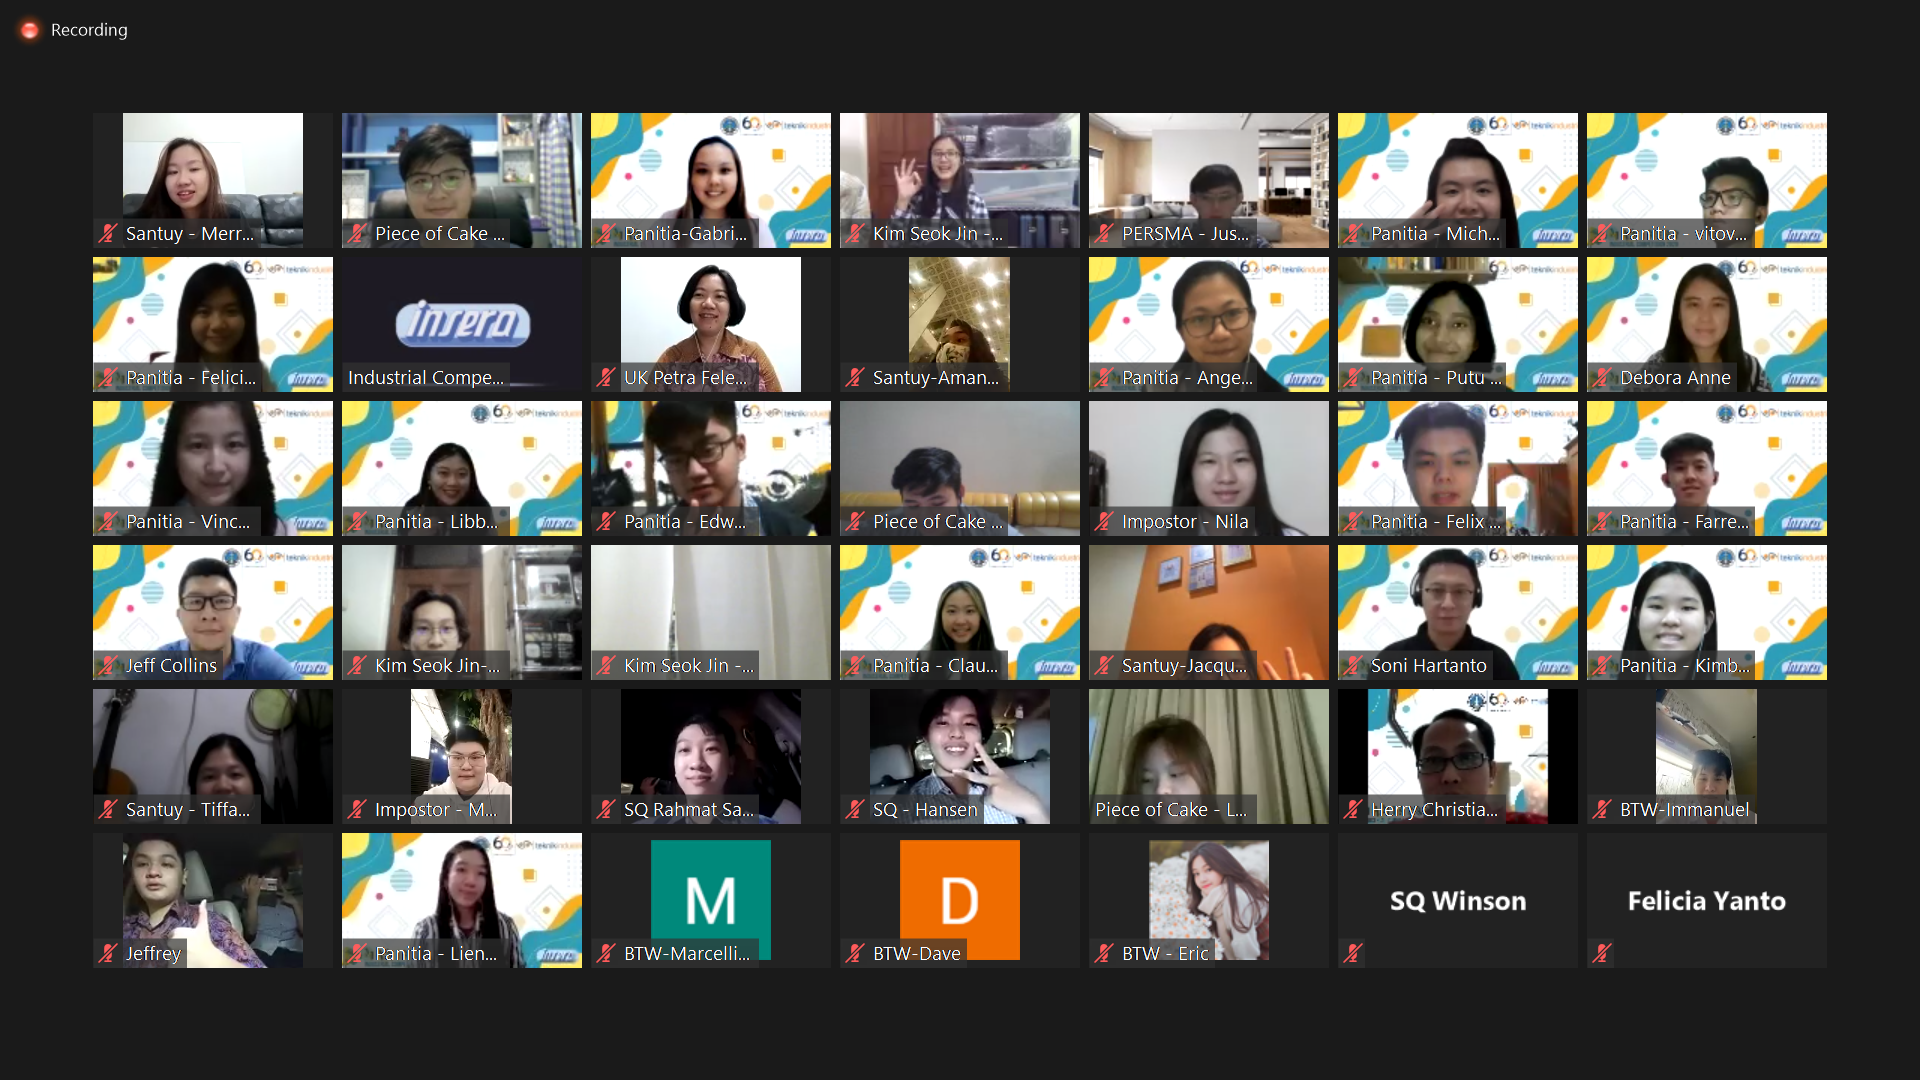 Recording
Santuy - Merr...
Piece of Cake ...
Panitia-Gabri...
Kim Seok Jin -...
PERSMA - Jus...
Panitia - Mich...
Panitia - vitov...
Panitia - Felici...
insera
Industrial Compe...
UK Petra Fele...
Santuy-Aman...
Panitia - Ange...
Panitia - Putu ...
Debora Anne
Panitia - Vinc...
Panitia - Libb...
Panitia - Edw...
Piece of Cake ...
Impostor - Nila
Panitia - Felix ...
Panitia - Farre...
Jeff Collins
Kim Seok Jin-...
Kim Seok Jin -...
Panitia - Clau...
Santuy-Jacqu...
Soni Hartanto
Panitia - Kimb...
Santuy - Tiffa...
Impostor - M...
SQ Rahmat Sa...
SQ - Hansen
Piece of Cake - L...
Herry Christia...
BTW-Immanuel
Jeffrey
Panitia - Lien...
M
BTW-Marcelli...
D
BTW-Dave
BTW - Eric
SQ Winson
Felicia Yanto